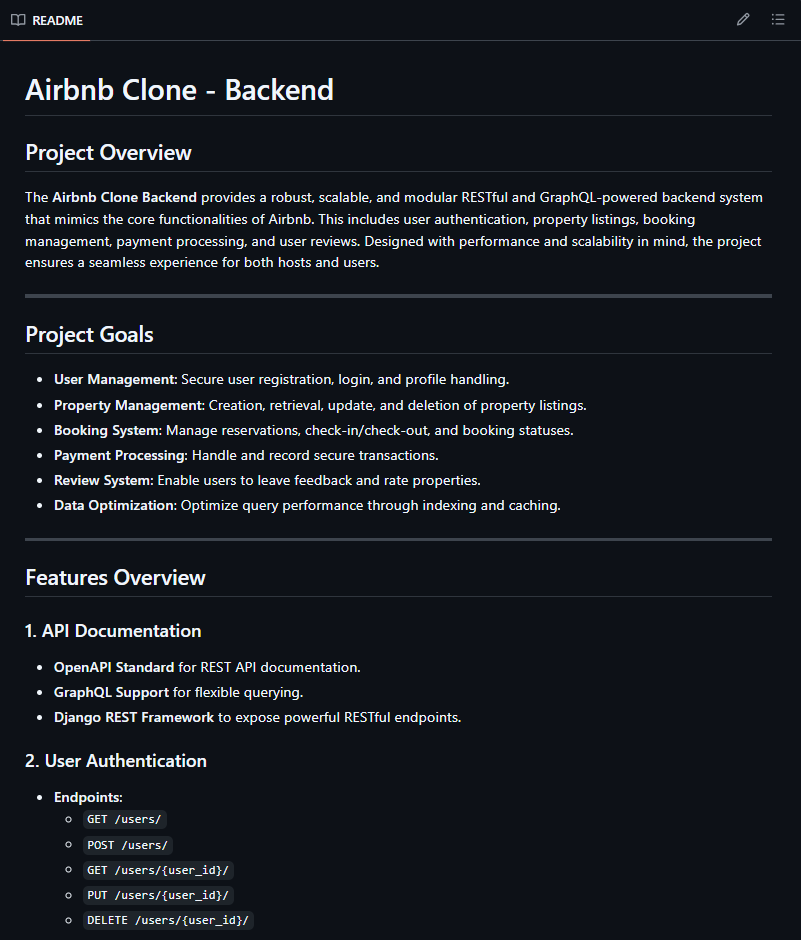 README
Airbnb Clone - Backend
Project Overview
The Airbnb Clone Backend provides a robust, scalable, and modular RESTful and GraphQL-powered backend system
that mimics the core functionalities of Airbnb. This includes user authentication, property listings, booking
management, payment processing, and user reviews. Designed with performance and scalability in mind, the project
ensures a seamless experience for both hosts and users.
Project Goals
• User Management: Secure user registration, login, and profile handling.
• Property Management: Creation, retrieval, update, and deletion of property listings.
• Booking System: Manage reservations, check-in/check-out, and booking statuses.
• Payment Processing: Handle and record secure transactions.
• Review System: Enable users to leave feedback and rate properties.
• Data Optimization: Optimize query performance through indexing and caching.
Features Overview
1. API Documentation
• OpenAPI Standard for REST API documentation.
• GraphQL Support for flexible querying.
• Django REST Framework to expose powerful RESTful endpoints.
2. User Authentication
• Endpoints:
◦ GET /users/
◦ POST /users/
◦ GET /users/{user_id}/
◦ PUT /users/{user_id}/
◦ DELETE /users/{user_id}/